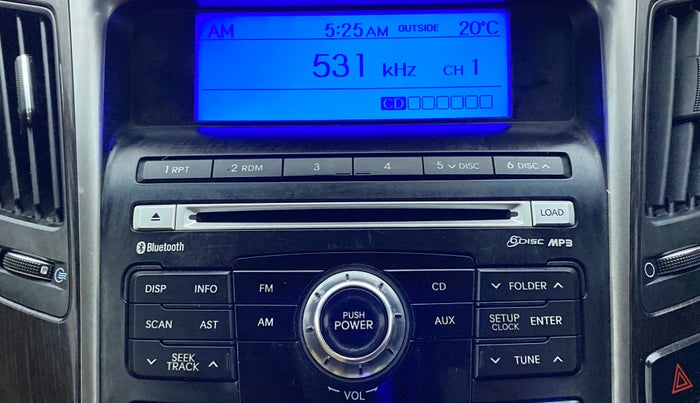 AM 5:25 AM OUTSIDE 20°C
531 kHz CH 1
CD
1 RPT 2 RDM 3 4 5 DISC 6 DISC
LOAD
Bluetooth 6DISC MP3
DISP INFO FM CD FOLDER
PUSH
POWER
SCAN AST AM AUX SETUP
CLOCK ENTER
SEEK
TRACK TUNE
VOL